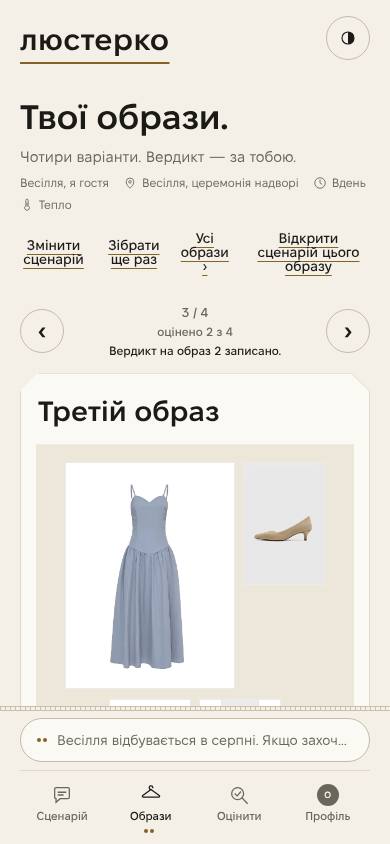 люстерко
Твої образи.
Чотири варіанти. Вердикт — за тобою.
Весілля, я гостя Весілля, церемонія надворі Вдень
Тепло
Змінити
сценарій
Зібрати
ще раз
Усі
образи
›
Відкрити
сценарій цього
образу
‹
3 / 4
оцінено 2 з 4
Вердикт на образ 2 записано.
›
Третій образ
Весілля відбувається в серпні. Якщо захоч...
Сценарій
Образи
Оцінити
О
Профіль